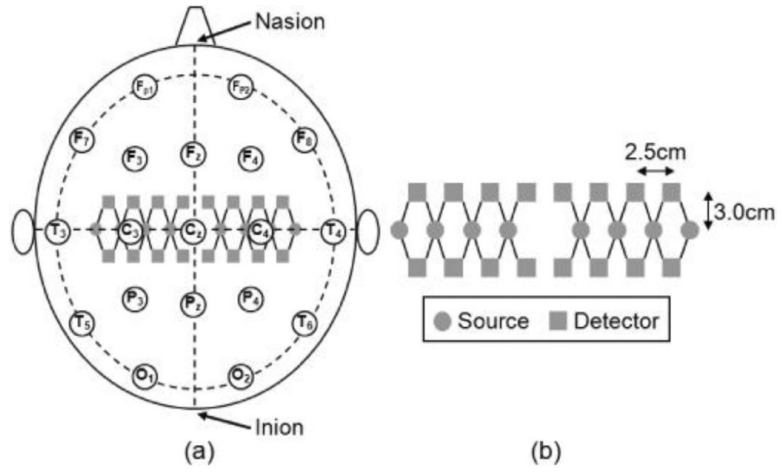 Nasion
Fp1 FP2
F7 F3 Fz F4 F8
T3 C3 Cz C4 T4
T5 P3 Pz P4 T6
O1 O2
Inion
(a)
2.5cm
3.0cm
Source Detector
(b)